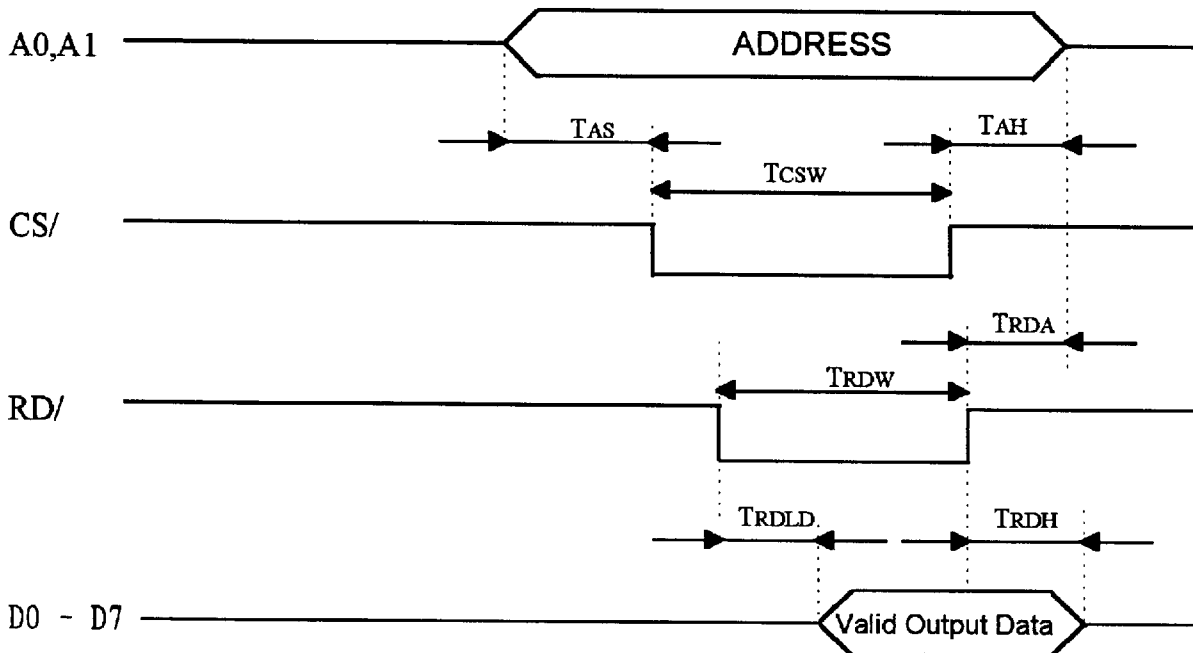 A0,A1
ADDRESS
TAS
TAH
TCSW
CS/
TRDA
TRDW
RD/
TRDLD
TRDH
D0 - D7
Valid Output Data